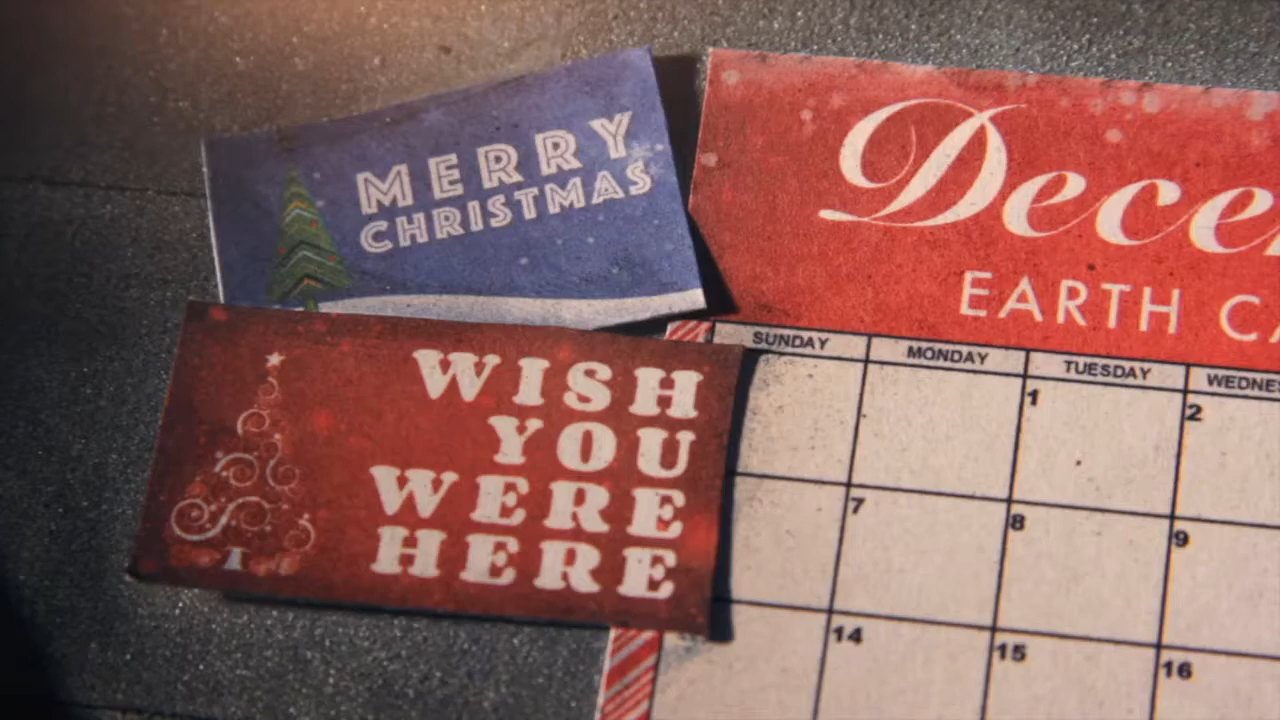 MERRY
CHRISTMAS
WISH
YOU
WERE
HERE
EARTH
SUNDAY
MONDAY
TUESDAY
1
2
7
8
9
14
15
16